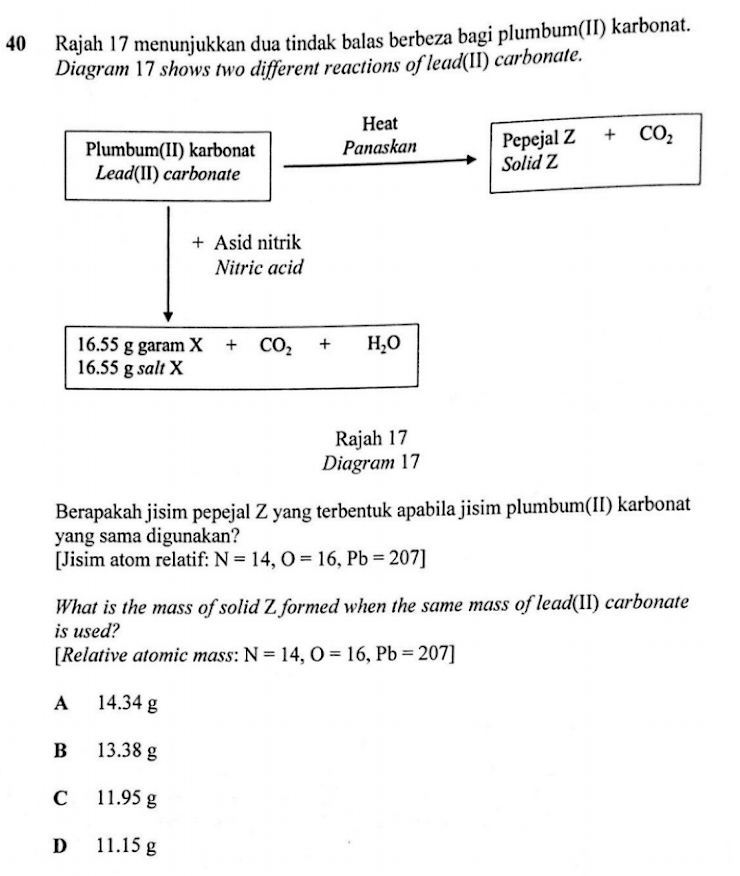 40 Rajah 17 menunjukkan dua tindak balas berbeza bagi plumbum(II) karbonat.
Diagram 17 shows two different reactions of lead(II) carbonate.
Plumbum(II) karbonat
Lead(II) carbonate
Heat
Panaskan
Pepejal Z + CO₂
Solid Z
+ Asid nitrik
Nitric acid
16.55 g garam X + CO₂ + H₂O
16.55 g salt X
Rajah 17
Diagram 17
Berapakah jisim pepejal Z yang terbentuk apabila jisim plumbum(II) karbonat
yang sama digunakan?
[Jisim atom relatif: N = 14, O = 16, Pb = 207]
What is the mass of solid Z formed when the same mass of lead(II) carbonate
is used?
[Relative atomic mass: N = 14, O = 16, Pb = 207]
A 14.34 g
B 13.38 g
C 11.95 g
D 11.15 g